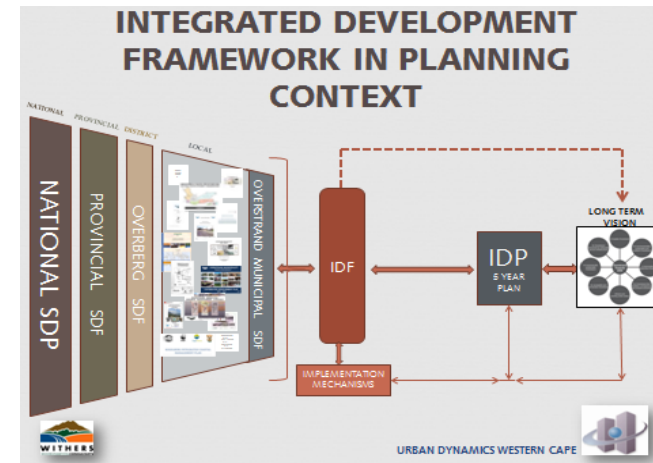 INTEGRATED DEVELOPMENT
FRAMEWORK IN PLANNING
CONTEXT
NATIONAL
PROVINCIAL
DISTRICT
LOCAL
NATIONAL SDP
PROVINCIAL SDF
OVERBERG SDF
OVERSTRAND MUNICIPAL SDF
IDF
IDP
5 YEAR
PLAN
LONG TERM
VISION
IMPLEMENTATION
MECHANISMS
WITHERS
URBAN DYNAMICS WESTERN CAPE